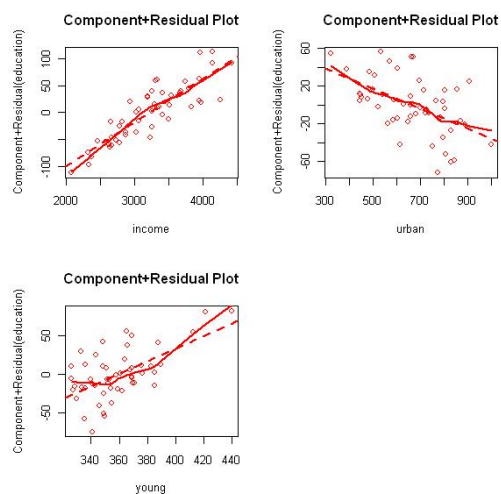 Component+Residual Plot
Component+Residual(education)
-100 0 50 100
2000 3000 4000
income
Component+Residual Plot
Component+Residual(education)
-60 -20 20 60
300 500 700 900
urban
Component+Residual Plot
Component+Residual(education)
-50 0 50
340 360 380 400 420 440
young